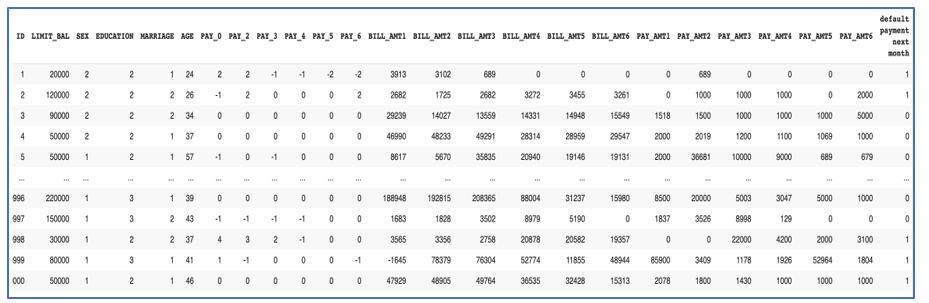 default
payment
next
month
ID LIMIT_BAL SEX EDUCATION MARRIAGE AGE PAY_0 PAY_2 PAY_3 PAY_4 PAY_5 PAY_6 BILL_AMT1 BILL_AMT2 BILL_AMT3 BILL_AMT4 BILL_AMT5 BILL_AMT6 PAY_AMT1 PAY_AMT2 PAY_AMT3 PAY_AMT4 PAY_AMT5 PAY_AMT6
1 20000 2 2 1 24 2 2 -1 -1 -2 -2 3913 3102 689 0 0 0 0 689 0 0 0 0 1
2 120000 2 2 2 26 -1 2 0 0 0 2 2682 1725 2682 3272 3455 3261 0 1000 1000 1000 0 2000 1
3 90000 2 2 2 34 0 0 0 0 0 0 29239 14027 13559 14331 14948 15549 1518 1500 1000 1000 1000 5000 0
4 50000 2 2 1 37 0 0 0 0 0 0 46990 48233 49291 28314 28959 29547 2000 2019 1200 1100 1069 1000 0
5 50000 1 2 1 57 -1 0 -1 0 0 0 8617 5670 35835 20940 19146 19131 2000 36681 10000 9000 689 679 0
... ... ... ... ... ... ... ... ... ... ... ... ... ... ... ... ... ... ... ... ... ... ... ... ...
996 220000 1 3 1 39 0 0 0 0 0 0 188948 192815 208365 88004 31237 15980 8500 20000 5003 3047 5000 1000 0
997 150000 1 3 2 43 -1 -1 -1 -1 0 0 1683 1828 3502 8979 5190 0 1837 3526 8998 129 0 0 0
998 30000 1 2 2 37 4 3 2 -1 0 0 3565 3356 2758 20878 20582 19357 0 0 22000 4200 2000 3100 1
999 80000 1 3 1 41 1 -1 0 0 0 -1 -1645 78379 76304 52774 11855 48944 85900 3409 1178 1926 52964 1804 1
000 50000 1 2 1 46 0 0 0 0 0 0 47929 48905 49764 36535 32428 15313 2078 1800 1430 1000 1000 1000 1